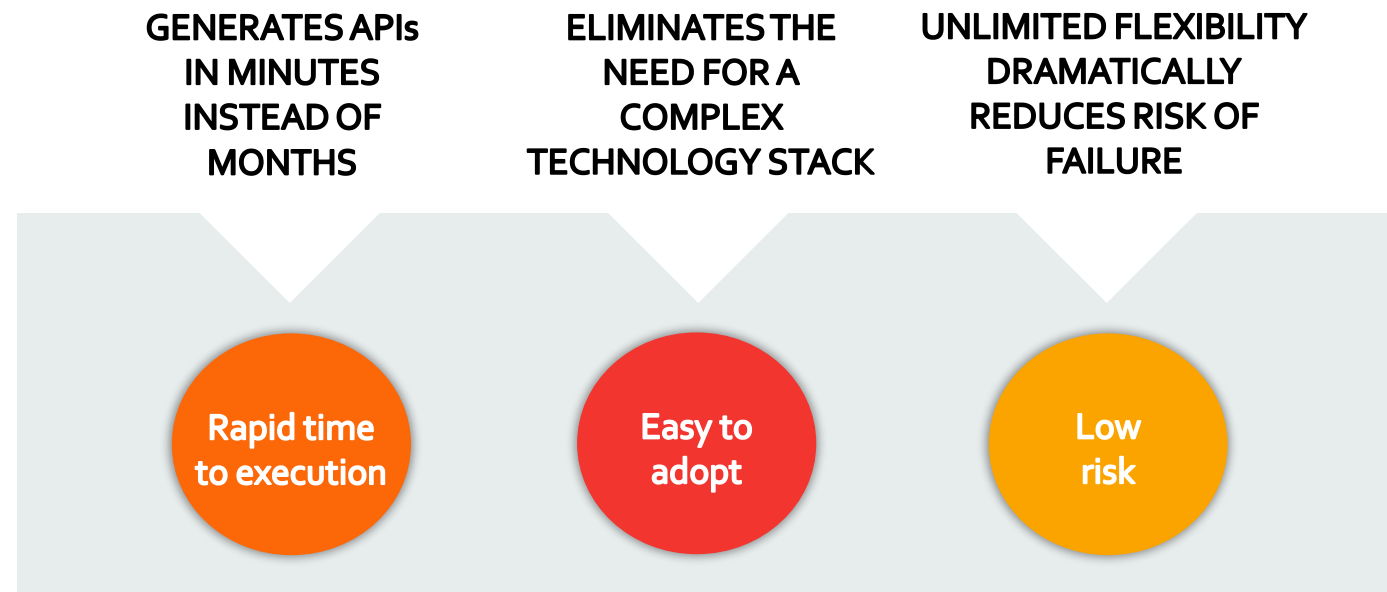 GENERATES APIs
IN MINUTES
INSTEAD OF
MONTHS
ELIMINATES THE
NEED FOR A
COMPLEX
TECHNOLOGY STACK
UNLIMITED FLEXIBILITY
DRAMATICALLY
REDUCES RISK OF
FAILURE
Rapid time
to execution
Easy to
adopt
Low
risk